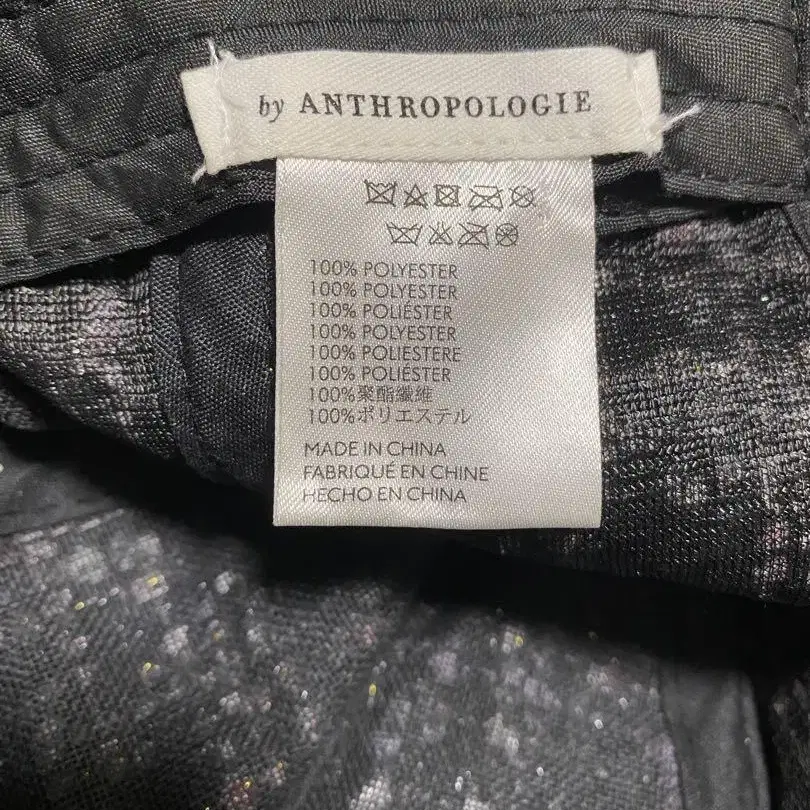 by ANTHROPOLOGIE
100% POLYESTER
100% POLYESTER
100% POLIÉSTER
100% POLYESTER
100% POLIESTERE
100% POLIÉSTER
100%聚酯纖維
100%ポリエステル
MADE IN CHINA
FABRIQUÉ EN CHINE
HECHO EN CHINA